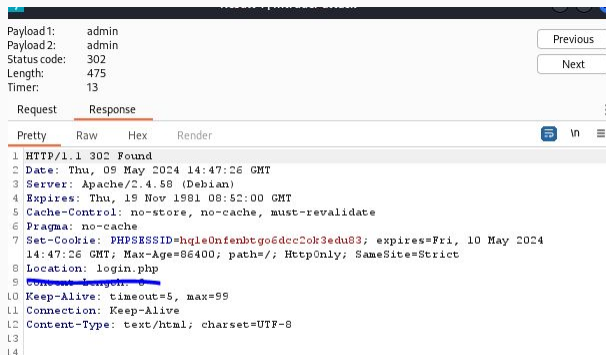 Payload 1: admin
Payload 2: admin
Status code: 302
Length: 475
Timer: 13
Previous
Next
Request Response
Pretty Raw Hex Render \n
1 HTTP/1.1 302 Found
2 Date: Thu, 09 May 2024 14:47:26 GMT
3 Server: Apache/2.4.58 (Debian)
4 Expires: Thu, 19 Nov 1981 08:52:00 GMT
5 Cache-Control: no-store, no-cache, must-revalidate
6 Pragma: no-cache
7 Set-Cookie: PHPSESSID=hqle0nfenbtgo6dcc2ok3edu83; expires=Fri, 10 May 2024
14:47:26 GMT; Max-Age=86400; path=/; HttpOnly; SameSite=Strict
8 Location: login.php
9 Content-Length: 0
10 Keep-Alive: timeout=5, max=99
11 Connection: Keep-Alive
12 Content-Type: text/html; charset=UTF-8
13
14